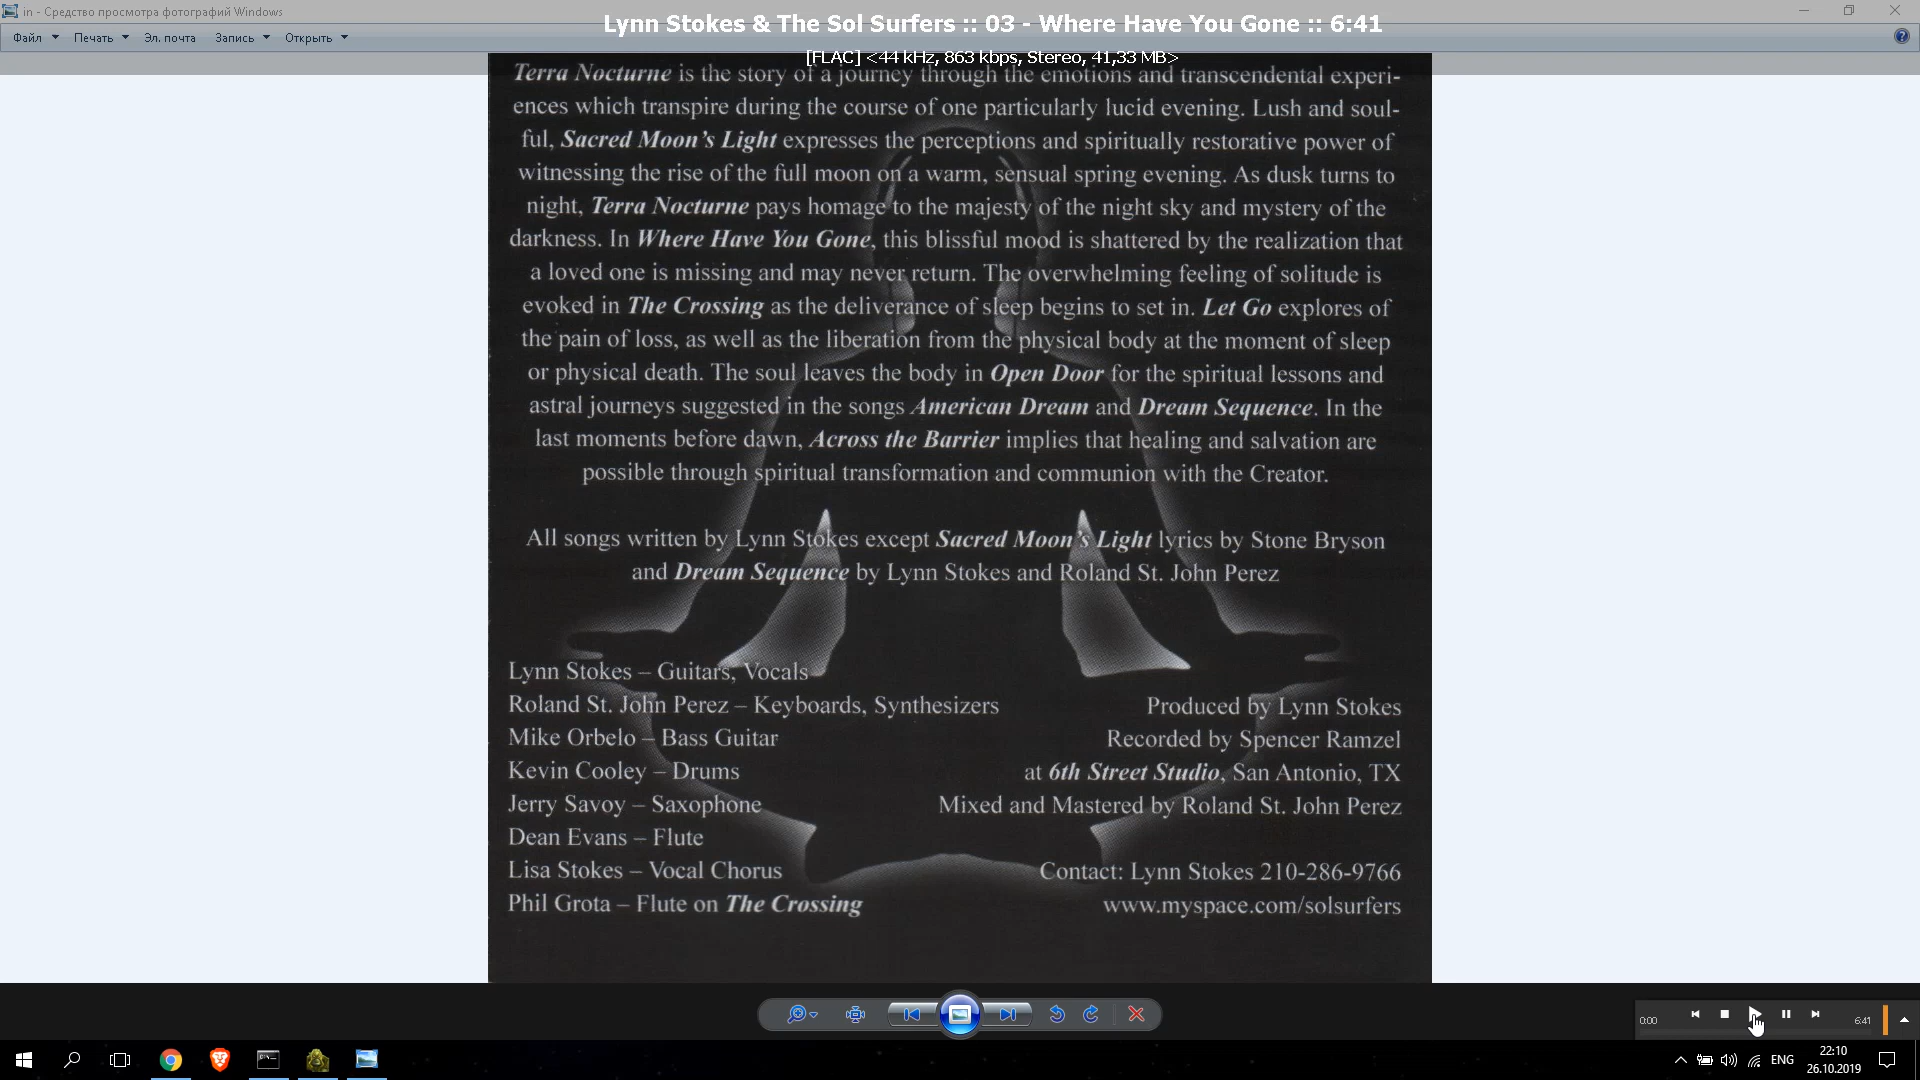 in - Средство просмотра фотографий Windows
Lynn Stokes & The Sol Surfers :: 03 - Where Have You Gone :: 6:41
Файл Печать Эл. почта Запись Открыть
[FLAC] <44 kHz, 863 kbps, Stereo, 41,33 MB>
Terra Nocturne is the story of a journey through the emotions and transcendental experi-
ences which transpire during the course of one particularly lucid evening. Lush and soul-
ful, Sacred Moon's Light expresses the perceptions and spiritually restorative power of
witnessing the rise of the full moon on a warm, sensual spring evening. As dusk turns to
night, Terra Nocturne pays homage to the majesty of the night sky and mystery of the
darkness. In Where Have You Gone, this blissful mood is shattered by the realization that
a loved one is missing and may never return. The overwhelming feeling of solitude is
evoked in The Crossing as the deliverance of sleep begins to set in. Let Go explores of
the pain of loss, as well as the liberation from the physical body at the moment of sleep
or physical death. The soul leaves the body in Open Door for the spiritual lessons and
astral journeys suggested in the songs American Dream and Dream Sequence. In the
last moments before dawn, Across the Barrier implies that healing and salvation are
possible through spiritual transformation and communion with the Creator.
All songs written by Lynn Stokes except Sacred Moon's Light lyrics by Stone Bryson
and Dream Sequence by Lynn Stokes and Roland St. John Perez
Lynn Stokes – Guitars, Vocals
Roland St. John Perez – Keyboards, Synthesizers
Mike Orbelo – Bass Guitar
Kevin Cooley – Drums
Jerry Savoy – Saxophone
Dean Evans – Flute
Lisa Stokes – Vocal Chorus
Phil Grota – Flute on The Crossing
Produced by Lynn Stokes
Recorded by Spencer Ramzel
at 6th Street Studio, San Antonio, TX
Mixed and Mastered by Roland St. John Perez
Contact: Lynn Stokes 210-286-9766
www.myspace.com/solsurfers
0:00
6:41
ENG
22:10
26.10.2019